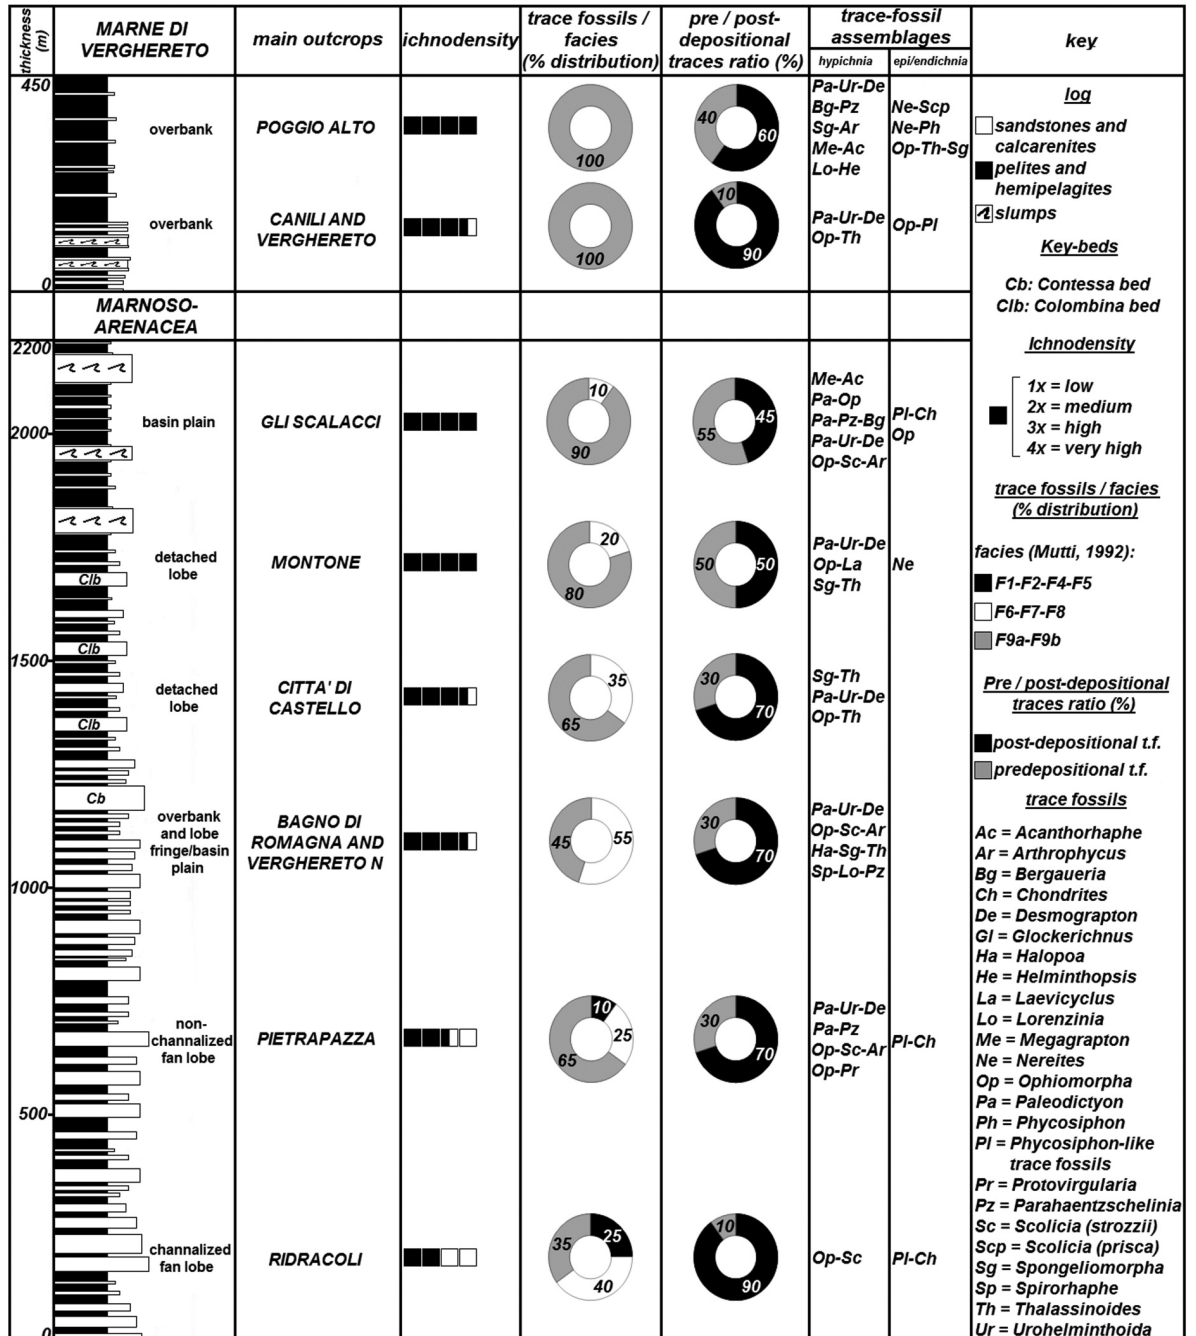 thickness (m)
MARNE DI
VERGHERETO
main outcrops
ichnodensity
trace fossils /
facies
(% distribution)
pre / post-
depositional
traces ratio (%)
trace-fossil
assemblages
hypichnia
epi/endichnia
key
450
overbank
POGGIO ALTO
100
40
60
Pa-Ur-De
Bg-Pz
Sg-Ar
Me-Ac
Lo-He
Ne-Scp
Ne-Ph
Op-Th-Sg
overbank
CANILI AND
VERGHERETO
100
10
90
Pa-Ur-De
Op-Th
Op-Pl
0
MARNOSO-
ARENACEA
2200
2000
basin plain
GLI SCALACCI
10
90
45
55
Me-Ac
Pa-Op
Pa-Pz-Bg
Pa-Ur-De
Op-Sc-Ar
Pl-Ch
Op
detached
lobe
Clb
MONTONE
20
80
50
50
Pa-Ur-De
Op-La
Sg-Th
Ne
Clb
1500
detached
lobe
Clb
CITTA' DI
CASTELLO
35
65
30
70
Sg-Th
Pa-Ur-De
Op-Th
Cb
overbank
and lobe
fringe/basin
plain
BAGNO DI
ROMAGNA AND
VERGHERETO N
45
55
30
70
Pa-Ur-De
Op-Sc-Ar
Ha-Sg-Th
Sp-Lo-Pz
1000
non-
channalized
fan lobe
PIETRAPAZZA
10
25
65
30
70
Pa-Ur-De
Pa-Pz
Op-Sc-Ar
Op-Pr
Pl-Ch
500
channalized
fan lobe
RIDRACOLI
25
35
40
10
90
Op-Sc
Pl-Ch
0
log
sandstones and
calcarenites
pelites and
hemipelagites
slumps
Key-beds
Cb: Contessa bed
Clb: Colombina bed
Ichnodensity
1x = low
2x = medium
3x = high
4x = very high
trace fossils / facies
(% distribution)
facies (Mutti, 1992):
F1-F2-F4-F5
F6-F7-F8
F9a-F9b
Pre / post-depositional
traces ratio (%)
post-depositional t.f.
predepositional t.f.
trace fossils
Ac = Acanthorhaphe
Ar = Arthrophycus
Bg = Bergaueria
Ch = Chondrites
De = Desmograpton
Gl = Glockerichnus
Ha = Halopoa
He = Helminthopsis
La = Laevicyclus
Lo = Lorenzinia
Me = Megagrapton
Ne = Nereites
Op = Ophiomorpha
Pa = Paleodictyon
Ph = Phycosiphon
Pl = Phycosiphon-like
trace fossils
Pr = Protovirgularia
Pz = Parahaentzschelinia
Sc = Scolicia (strozzii)
Scp = Scolicia (prisca)
Sg = Spongeliomorpha
Sp = Spirorhaphe
Th = Thalassinoides
Ur = Urohelminthoida